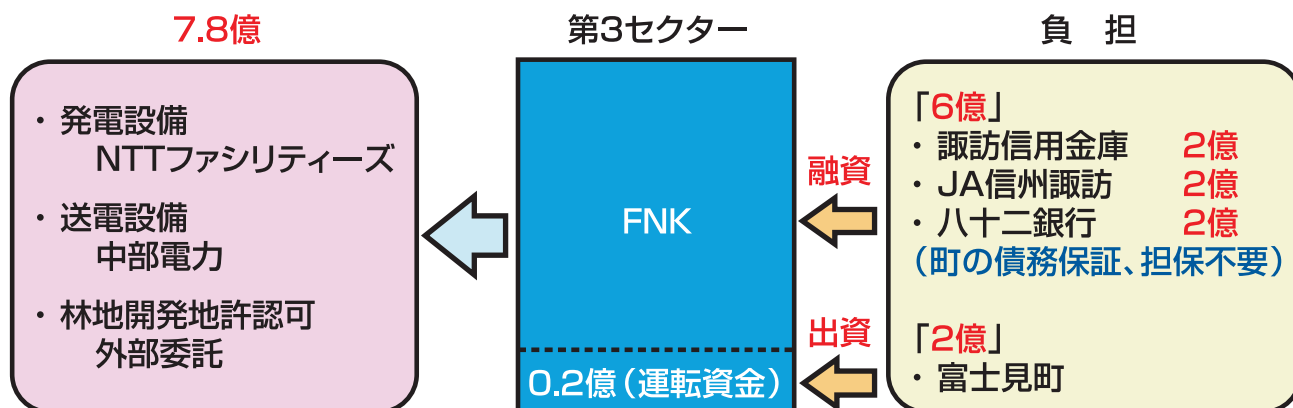 7.8億
・ 発電設備
NTTファシリティーズ
・ 送電設備
中部電力
・ 林地開発地許認可
外部委託
第3セクター
FNK
0.2億（運転資金）
融資
出資
負　担
「6億」
・ 諏訪信用金庫　2億
・ JA信州諏訪　2億
・ 八十二銀行　2億
（町の債務保証、担保不要）
「2億」
・ 富士見町